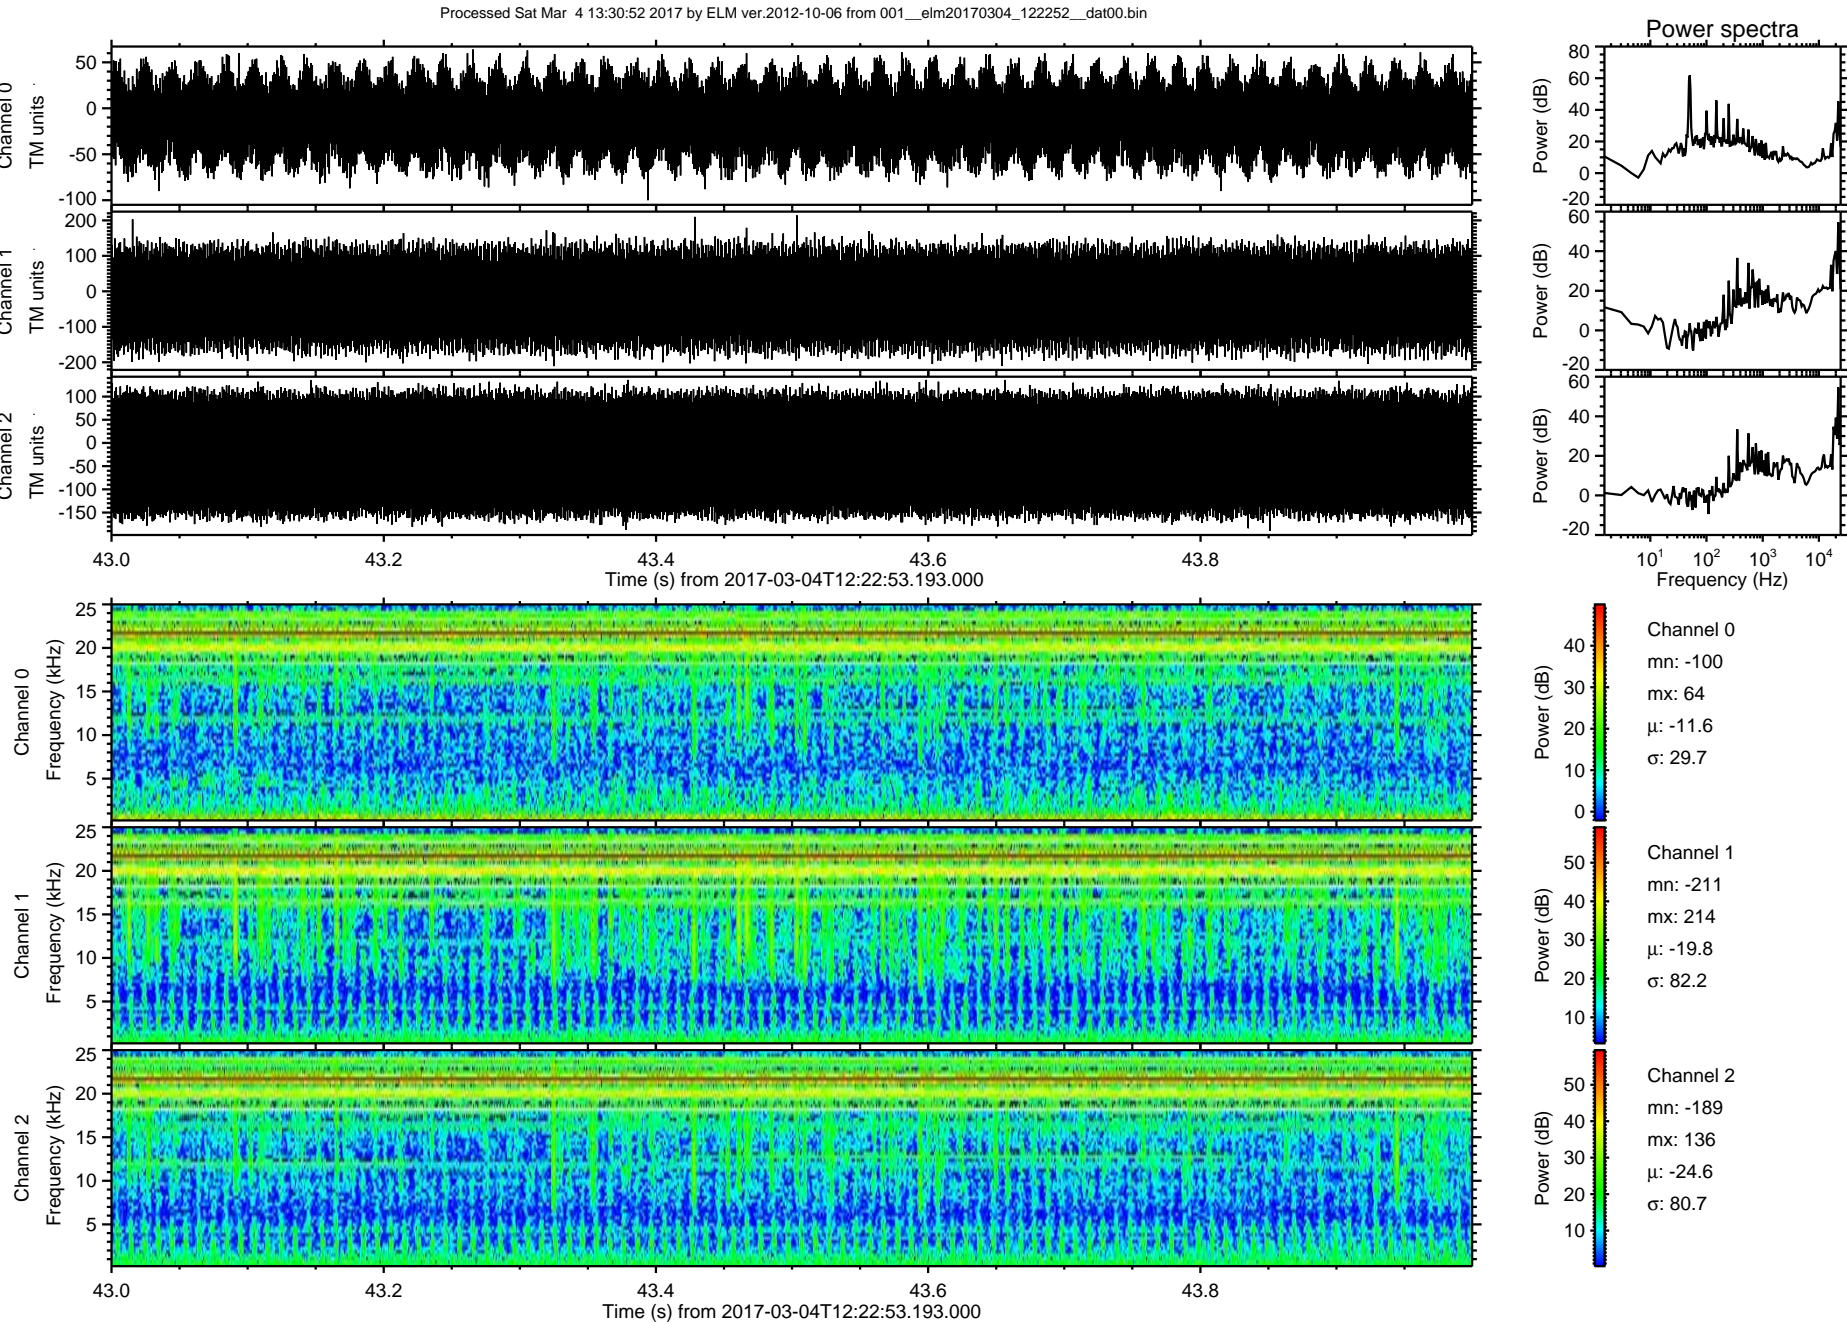 Processed Sat Mar 4 13:30:52 2017 by ELM ver.2012-10-06 from 001__elm20170304_122252__dat00.bin
Power spectra
Channel 0
TM units
50
0
-50
-100
Power (dB)
80
60
40
20
0
-20
Channel 1
TM units
200
100
0
-100
-200
Power (dB)
60
40
20
0
-20
Channel 2
TM units
100
50
0
-50
-100
-150
Power (dB)
60
40
20
0
-20
43.0 43.2 43.4 43.6 43.8
Time (s) from 2017-03-04T12:22:53.193.000
10¹ 10² 10³ 10⁴
Frequency (Hz)
Channel 0
Frequency (kHz)
25
20
15
10
5
Power (dB)
40
30
20
10
0
Channel 0
mn: -100
mx: 64
μ: -11.6
σ: 29.7
Channel 1
Frequency (kHz)
25
20
15
10
5
Power (dB)
50
40
30
20
10
Channel 1
mn: -211
mx: 214
μ: -19.8
σ: 82.2
Channel 2
Frequency (kHz)
25
20
15
10
5
Power (dB)
50
40
30
20
10
Channel 2
mn: -189
mx: 136
μ: -24.6
σ: 80.7
43.0 43.2 43.4 43.6 43.8
Time (s) from 2017-03-04T12:22:53.193.000